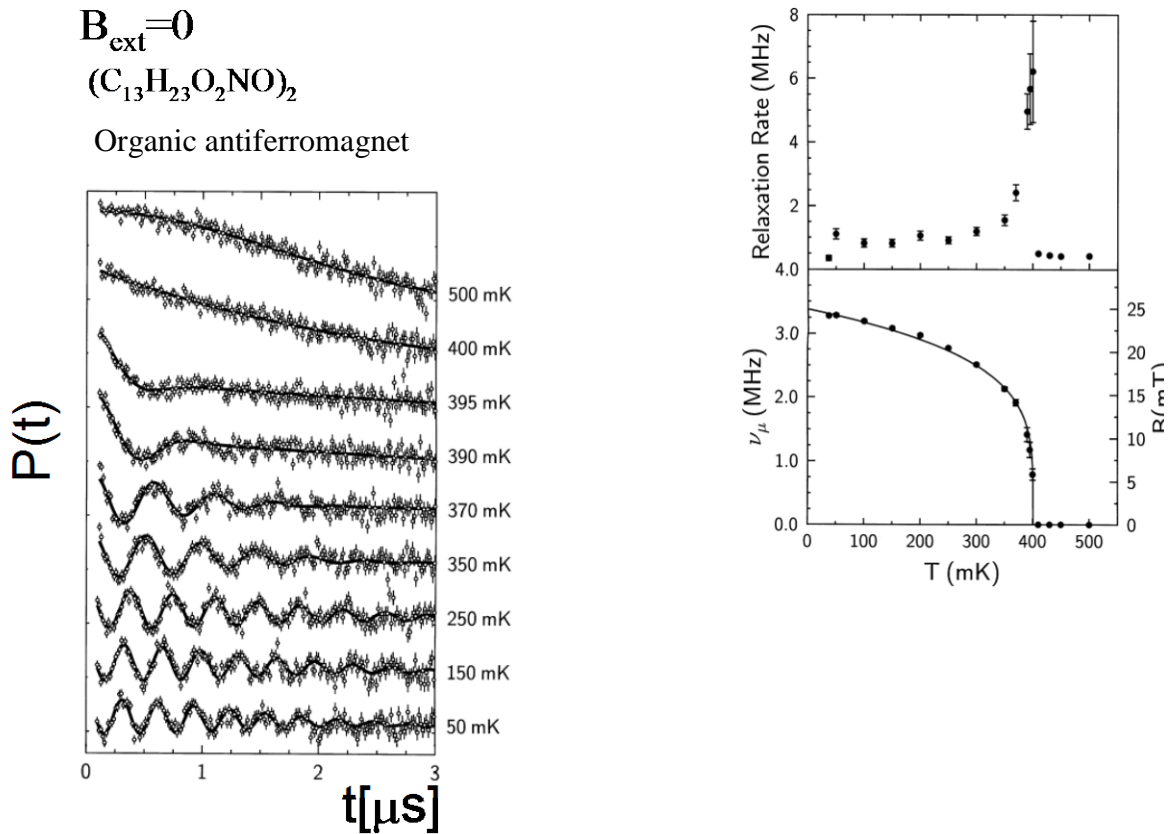 B_ext=0
(C₁₃H₂₃O₂NO)₂
Organic antiferromagnet
P(t)
500 mK
400 mK
395 mK
390 mK
370 mK
350 mK
250 mK
150 mK
50 mK
0 1 2 3
t[μs]
Relaxation Rate (MHz)
8
6
4
2
4.0
3.0
2.0
1.0
0.0
ν_μ (MHz)
25
20
15
10
5
0
B(mT)
0 100 200 300 400 500
T (mK)